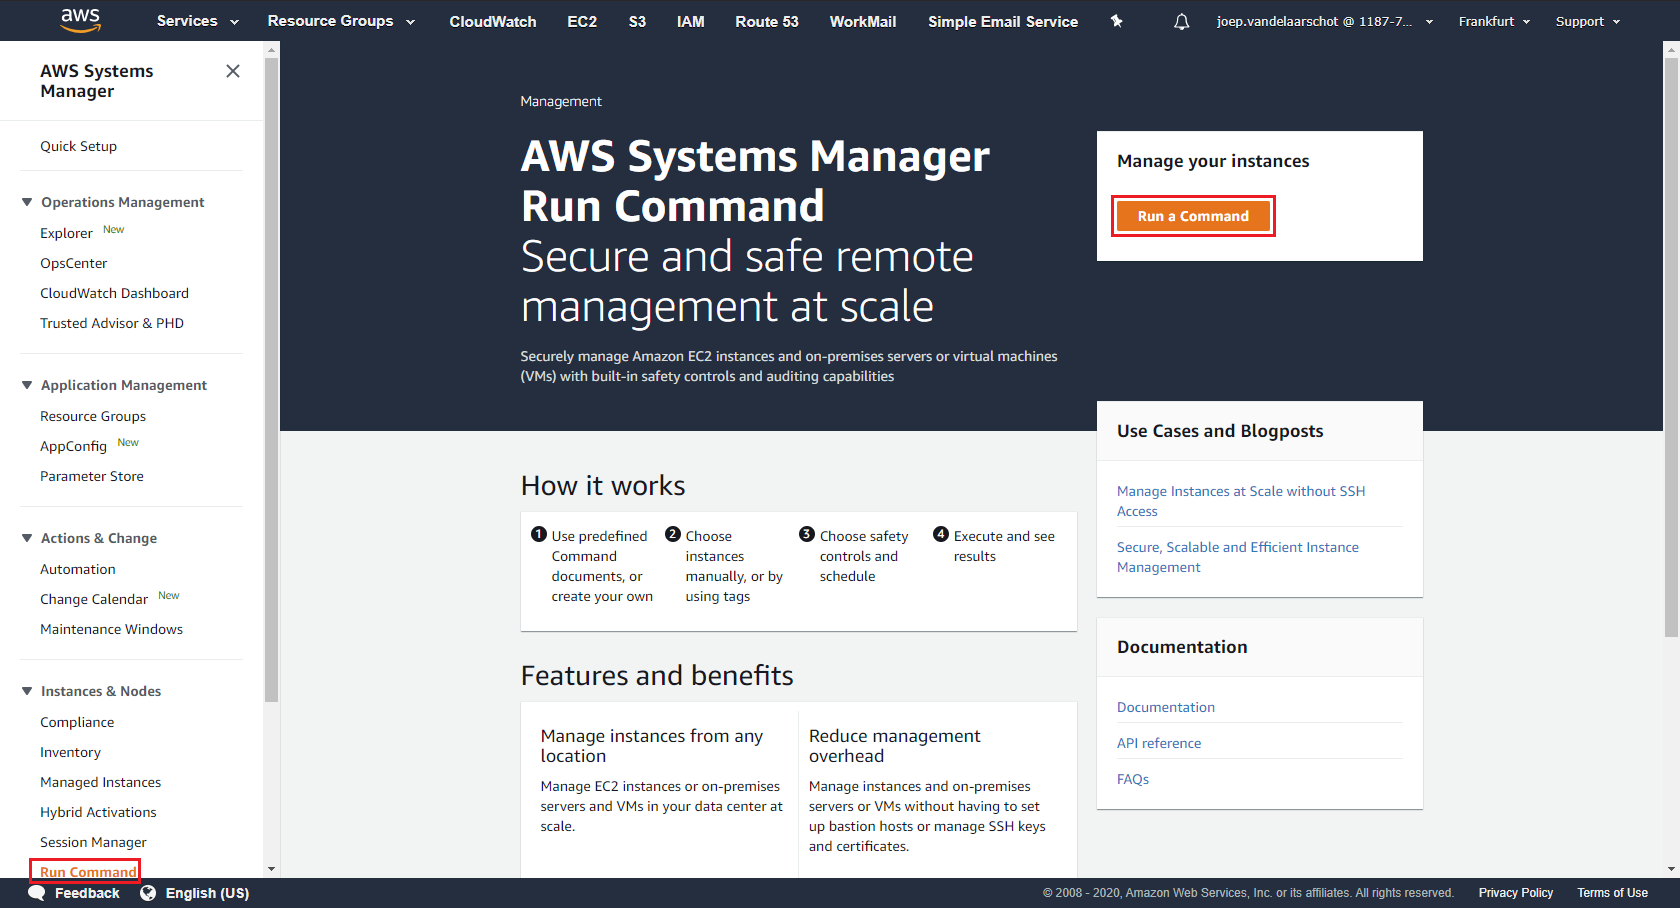 aws
Services
Resource Groups
CloudWatch
EC2
S3
IAM
Route 53
WorkMail
Simple Email Service
joep.vandelaarschot @ 1187-7...
Frankfurt
Support
AWS Systems
Manager
Quick Setup
Operations Management
Explorer New
OpsCenter
CloudWatch Dashboard
Trusted Advisor & PHD
Application Management
Resource Groups
AppConfig New
Parameter Store
Actions & Change
Automation
Change Calendar New
Maintenance Windows
Instances & Nodes
Compliance
Inventory
Managed Instances
Hybrid Activations
Session Manager
Run Command
Management
AWS Systems Manager
Run Command
Secure and safe remote
management at scale
Securely manage Amazon EC2 instances and on-premises servers or virtual machines
(VMs) with built-in safety controls and auditing capabilities
Manage your instances
Run a Command
How it works
1 Use predefined
Command
documents, or
create your own
2 Choose
instances
manually, or by
using tags
3 Choose safety
controls and
schedule
4 Execute and see
results
Features and benefits
Manage instances from any
location
Manage EC2 instances or on-premises
servers and VMs in your data center at
scale.
Reduce management
overhead
Manage instances and on-premises
servers or VMs without having to set
up bastion hosts or manage SSH keys
and certificates.
Use Cases and Blogposts
Manage Instances at Scale without SSH
Access
Secure, Scalable and Efficient Instance
Management
Documentation
Documentation
API reference
FAQs
Feedback
English (US)
© 2008 - 2020, Amazon Web Services, Inc. or its affiliates. All rights reserved.
Privacy Policy
Terms of Use